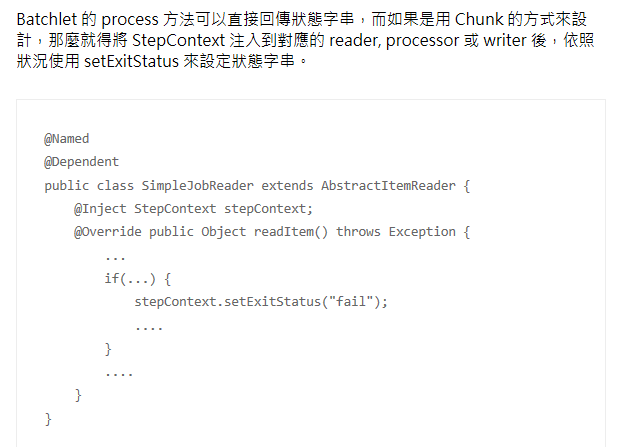 Batchlet 的 process 方法可以直接回傳狀態字串，而如果是用 Chunk 的方式來設
計，那麼就得將 StepContext 注入到對應的 reader, processor 或 writer 後，依照
狀況使用 setExitStatus 來設定狀態字串。
@Named
@Dependent
public class SimpleJobReader extends AbstractItemReader {
    @Inject StepContext stepContext;
    @Override public Object readItem() throws Exception {
        ...
        if(...) {
            stepContext.setExitStatus("fail");
            ....
        }
        ....
    }
}